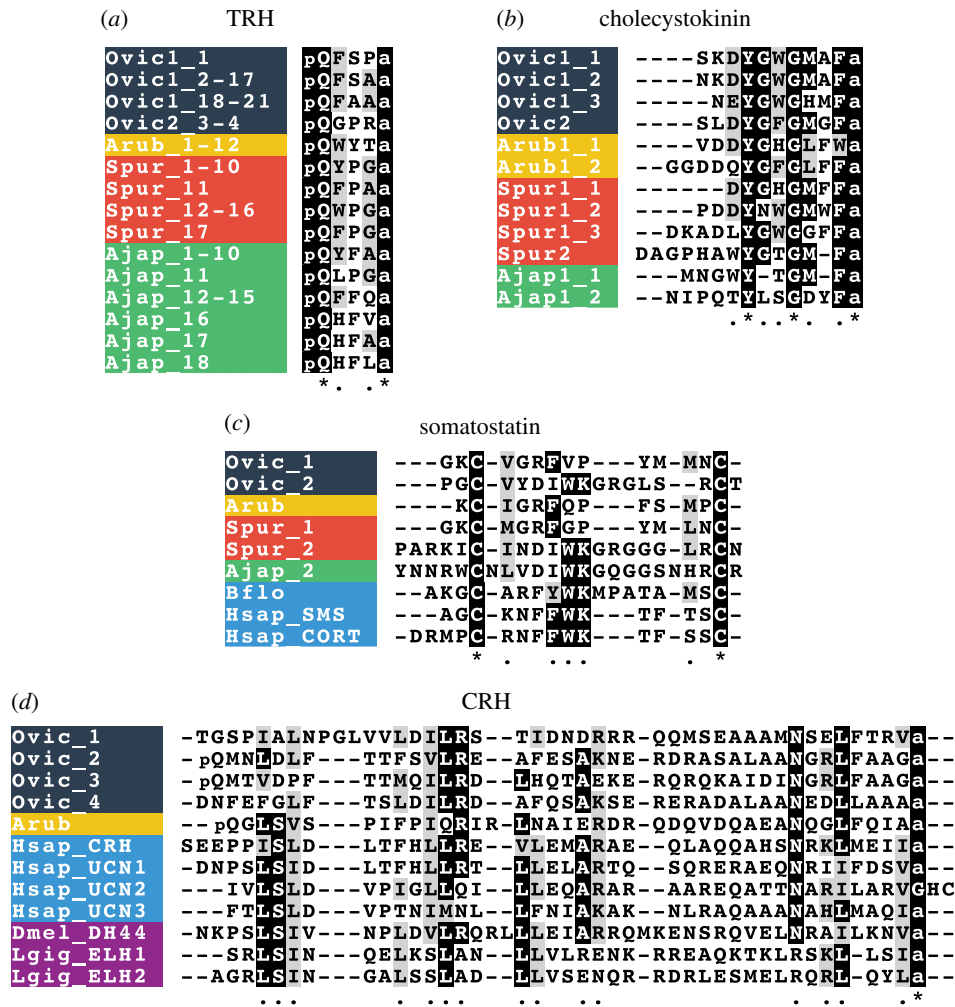 (a) TRH
Ovic1_1 pQFSPa
Ovic1_2-17 pQFSAa
Ovic1_18-21 pQFAAa
Ovic2_3-4 pQGPRa
Arub_1-12 pQWYTa
Spur_1-10 pQYPGa
Spur_11 pQFPAa
Spur_12-16 pQWPGa
Spur_17 pQFPGa
Ajap_1-10 pQYFAa
Ajap_11 pQLPGa
Ajap_12-15 pQFFQa
Ajap_16 pQHFVa
Ajap_17 pQHFAa
Ajap_18 pQHFLa
*. .*
(b) cholecystokinin
Ovic1_1 ----SKDYGWGMAFa
Ovic1_2 ----NKDYGWGMAFa
Ovic1_3 -----NEYGWGHMFa
Ovic2 ----SLDYGFGMGFa
Arub1_1 ----VDDYGHGLFWa
Arub1_2 --GGDDQYGFGLFFa
Spur1_1 ------DYGHGMFFa
Spur1_2 ----PDDYNWGMWFa
Spur1_3 --DKADLYGWGGFFa
Spur2 DAGPHAWYGTGM-Fa
Ajap1_1 ---MNGWY-TGM-Fa
Ajap1_2 --NIPQTYLSGDYFa
.*..*. .*
(c) somatostatin
Ovic_1 ---GKC-VGRFVP---YM-MNC-
Ovic_2 ---PGC-VYDIWKGRGLS--RCT
Arub ----KC-IGRFQP---FS-MPC-
Spur_1 ---GKC-MGRFGP---YM-LNC-
Spur_2 PARKIC-INDIWKGRGGG-LRCN
Ajap_2 YNNRWCNLVDIWKGQGGSNHRCR
Bflo --AKGC-ARFYWKMPATA-MSC-
Hsap_SMS ---AGC-KNFFWK---TF-TSC-
Hsap_CORT -DRMPC-RNFFWK---TF-SSC-
* . ... . *
(d) CRH
Ovic_1 -TGSPIALNPGLVVLDILRS---TIDNDRRR-QQMSEAAAMNSELFTRVa--
Ovic_2 -pQMNLDLF---TTFSVLRE---AFESAKNE-RDRASALAANGRLFAAGa--
Ovic_3 -pQMTVDPF---TTMQILRD---LHQTAEKE-RQRQKAIDINGRLFAAGa--
Ovic_4 -DNFEFGLF---TSLDILRD---AFQSAKSE-RERADALAANEDLLAAAa--
Arub --pQGLSVS---PIFPIQRIR-LNAIERDR-QDQVDQAEANQGLFQIAa--
Hsap_CRH SEEPPISLD---LTFHLLRE---VLEMARAE-QLAQQAHSNRKLMEIIa--
Hsap_UCN1 -DNPSLSID---LTFHLLRT---LLELARTQ-SQRERAEQNRIIFDSVa--
Hsap_UCN2 ---IVLSLD---VPIGLLQI---LLEQARAR-AAREQATTNARILARVGHC
Hsap_UCN3 ---FTLSLD---VPTNIMNL---LFNIAKAK-NLRAQAAANAHLMAQIa--
Dmel_DH44 -NKPSLSIV---NPLDVLRQRLLLEIARRQMKENSRQVELNRAILKNVa--
Lgig_ELH1 ---SRLSIN---QELKSLAN---LLVLRENK-RREAQKTKLRSKLLSIa--
Lgig_ELH2 --AGRLSIN---GALSSLAD---LLVSENQR-RDRLESMELRQRL-QYLa--
... . .. .. .. . . .*